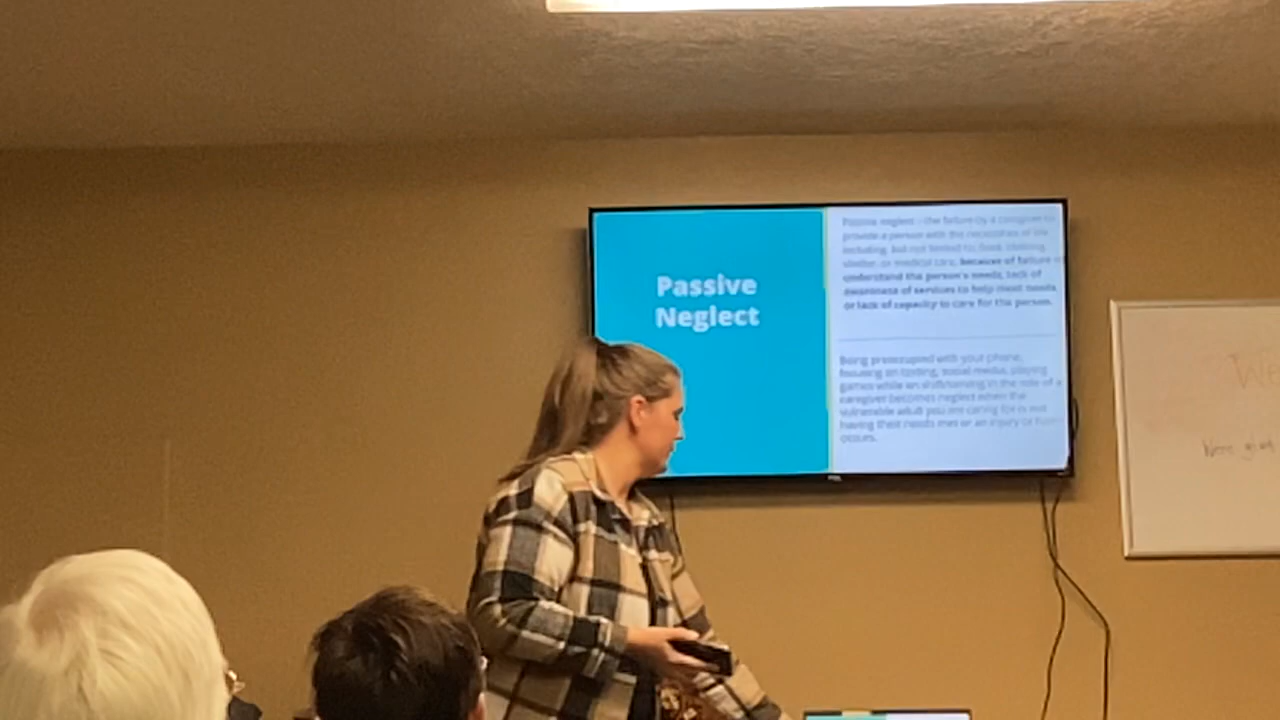 Passive
Neglect
Passive neglect - the failure by a caregiver to
provide a person with the necessities of life
including, but not limited to, food, clothing,
shelter, or medical care, because of failure to
understand the person's needs, lack of
awareness of services to help meet needs,
or lack of capacity to care for the person.
Being preoccupied with your phone,
focusing on texting, social media, playing
games while on shift/serving in the role of a
caregiver becomes neglect when the
vulnerable adult you are caring for is not
having their needs met or an injury or harm
occurs.
We